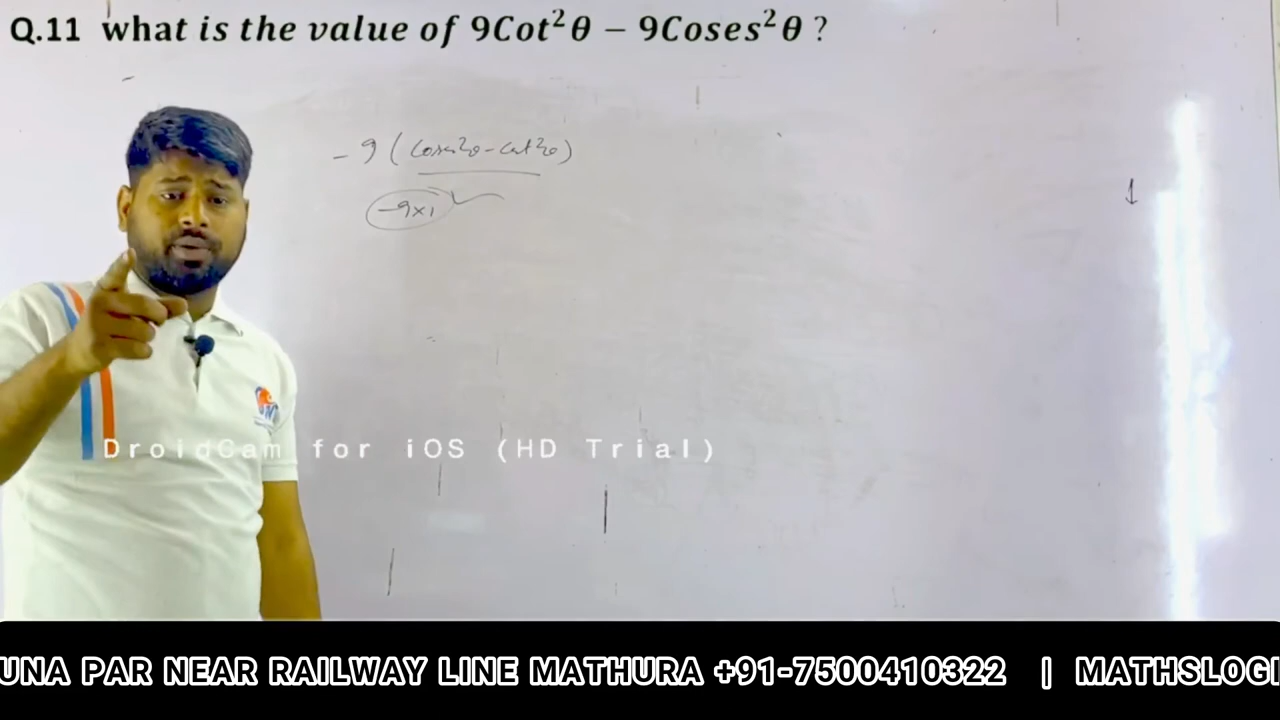 Q.11 what is the value of 9Cot²θ − 9Coses²θ ?
- 9 (Cosec²θ - Cot²θ)
-9×1
DroidCam for iOS (HD Trial)
UNA PAR NEAR RAILWAY LINE MATHURA +91-7500410322 | MATHSLOGI